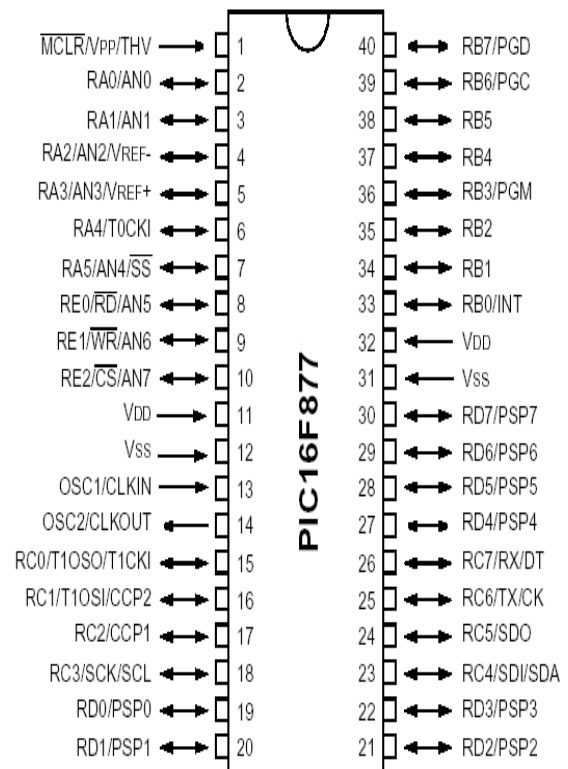 MCLR/VPP/THV 1 40 RB7/PGD
RA0/AN0 2 39 RB6/PGC
RA1/AN1 3 38 RB5
RA2/AN2/VREF- 4 37 RB4
RA3/AN3/VREF+ 5 36 RB3/PGM
RA4/T0CKI 6 35 RB2
RA5/AN4/SS 7 34 RB1
RE0/RD/AN5 8 33 RB0/INT
RE1/WR/AN6 9 32 VDD
RE2/CS/AN7 10 31 VSS
VDD 11 30 RD7/PSP7
VSS 12 29 RD6/PSP6
OSC1/CLKIN 13 28 RD5/PSP5
OSC2/CLKOUT 14 27 RD4/PSP4
RC0/T1OSO/T1CKI 15 26 RC7/RX/DT
RC1/T1OSI/CCP2 16 25 RC6/TX/CK
RC2/CCP1 17 24 RC5/SDO
RC3/SCK/SCL 18 23 RC4/SDI/SDA
RD0/PSP0 19 22 RD3/PSP3
RD1/PSP1 20 21 RD2/PSP2
PIC16F877